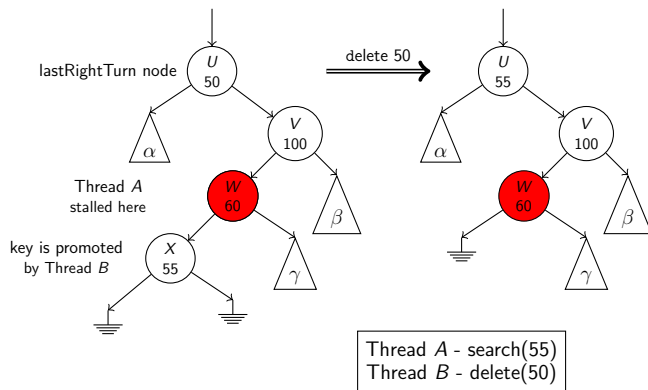 lastRightTurn node
U
50
delete 50
U
55
α
V
100
α
V
100
Thread A
stalled here
W
60
β
W
60
β
key is promoted
by Thread B
X
55
γ
γ
Thread A - search(55)
Thread B - delete(50)